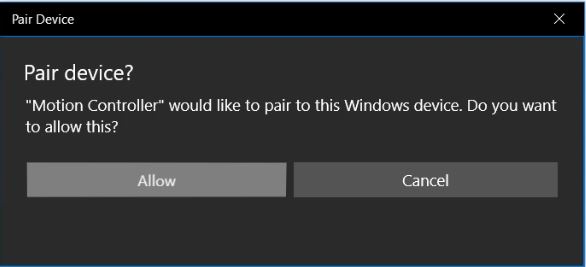 Pair Device
Pair device?
"Motion Controller" would like to pair to this Windows device. Do you want
to allow this?
Allow
Cancel